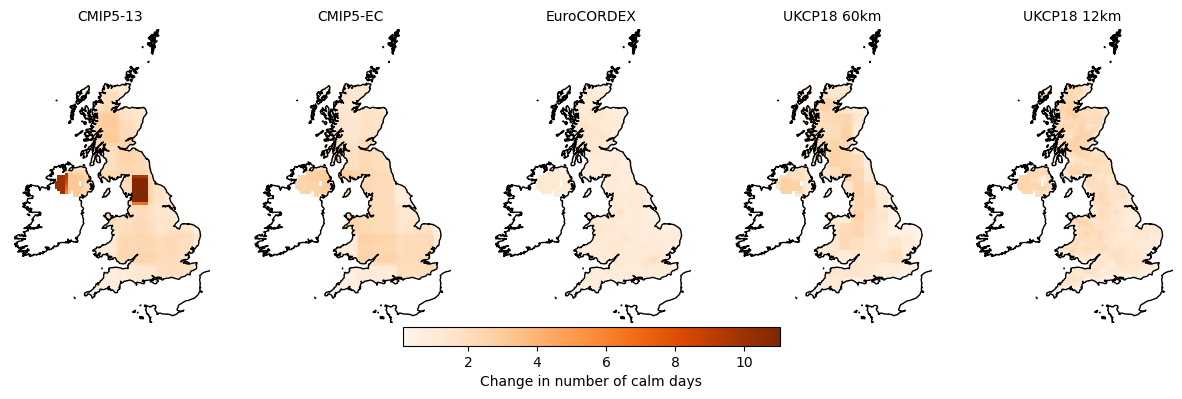 CMIP5-13
CMIP5-EC
EuroCORDEX
UKCP18 60km
UKCP18 12km
2
4
6
8
10
Change in number of calm days